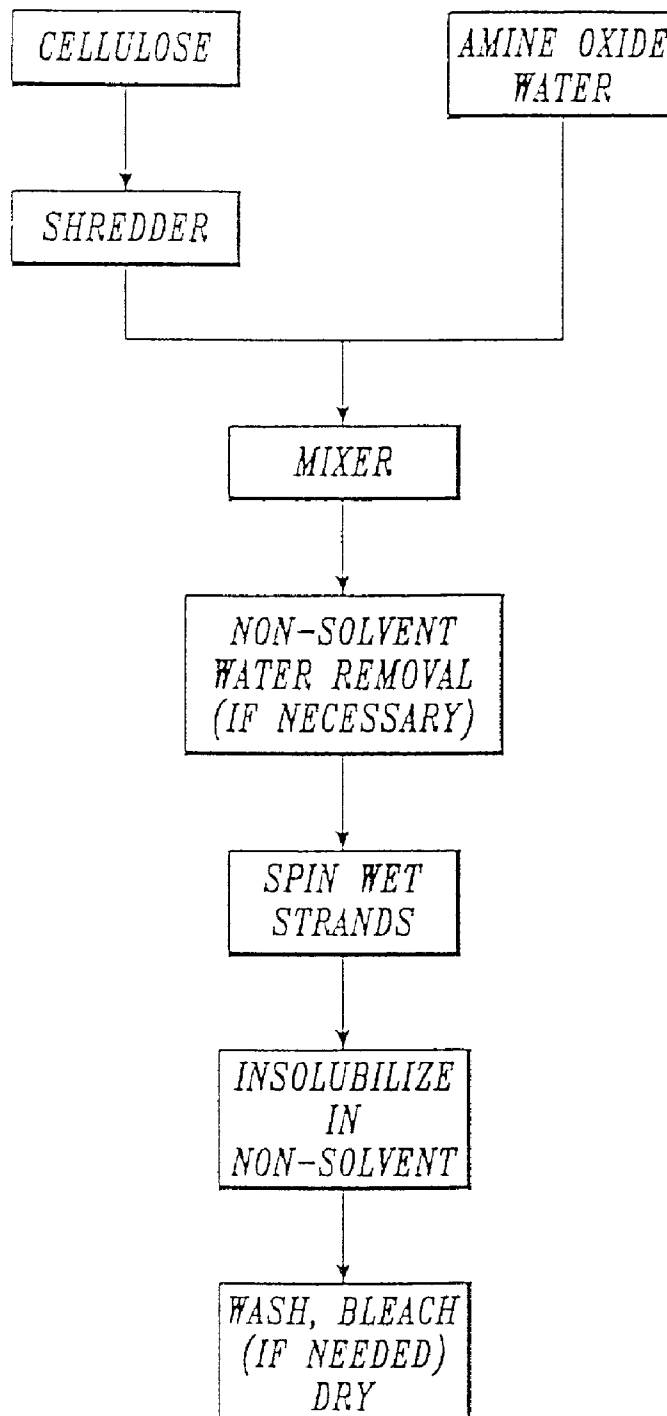 CELLULOSE
AMINE OXIDE
WATER
SHREDDER
MIXER
NON-SOLVENT
WATER REMOVAL
(IF NECESSARY)
SPIN WET
STRANDS
INSOLUBILIZE
IN
NON-SOLVENT
WASH, BLEACH
(IF NEEDED)
DRY